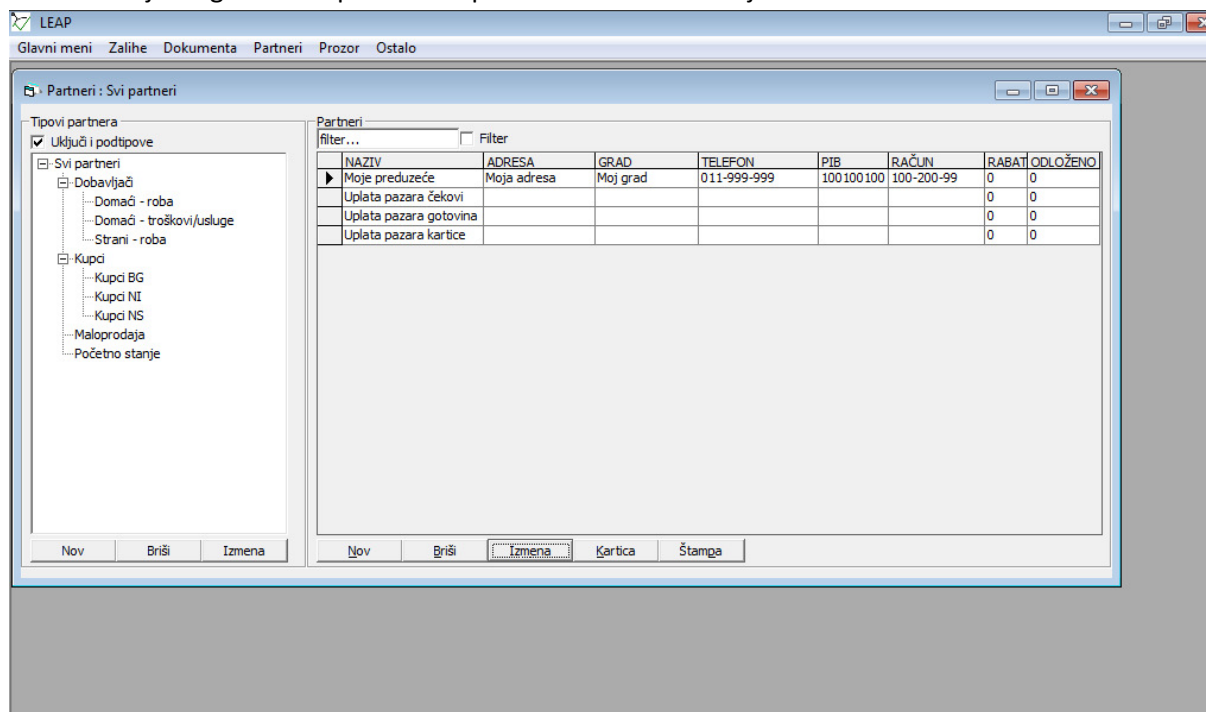 LEAP
Glavni meni Zalihe Dokumenta Partneri Prozor Ostalo
Partneri : Svi partneri
Tipovi partnera
Uključi i podtipove
Svi partneri
Dobavljači
Domaći - roba
Domaći - troškovi/usluge
Strani - roba
Kupci
Kupci BG
Kupci NI
Kupci NS
Maloprodaja
Početno stanje
Nov Briši Izmena
Partneri
filter... Filter
NAZIV ADRESA GRAD TELEFON PIB RAČUN RABAT ODLOŽENO
Moje preduzeće Moja adresa Moj grad 011-999-999 100100100 100-200-99 0 0
Uplata pazara čekovi 0 0
Uplata pazara gotovina 0 0
Uplata pazara kartice 0 0
Nov Briši Izmena Kartica Štampa